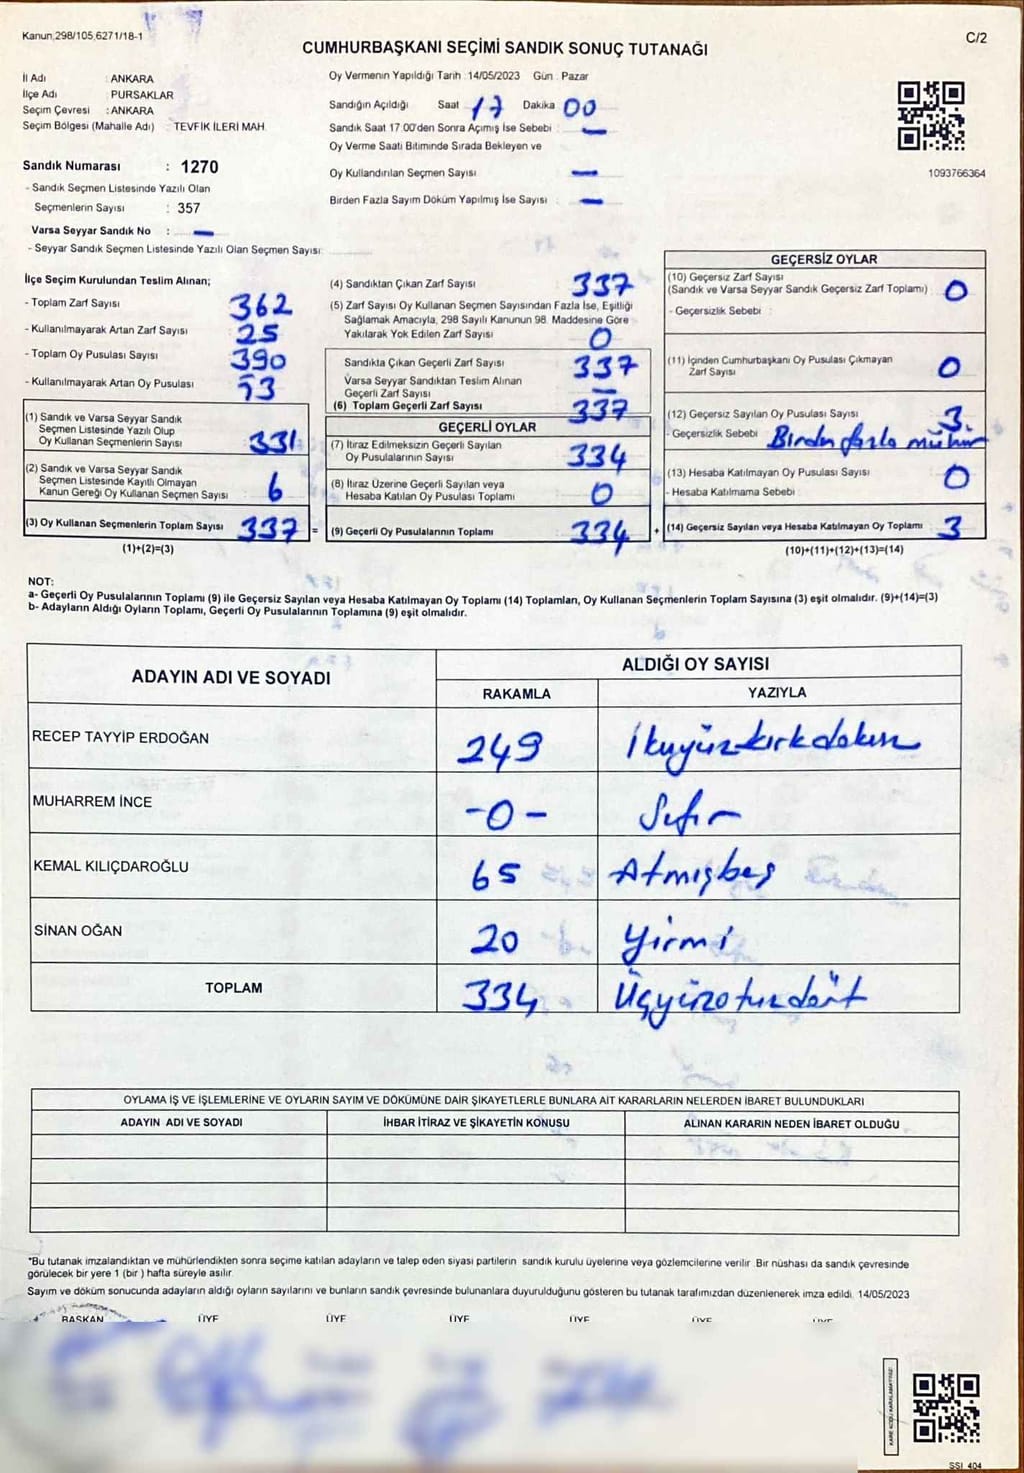 Kanun 298/105,6271/18-1
C/2
CUMHURBAŞKANI SEÇİMİ SANDIK SONUÇ TUTANAĞI
İl Adı : ANKARA
İlçe Adı : PURSAKLAR
Seçim Çevresi : ANKARA
Seçim Bölgesi (Mahalle Adı) : TEVFİK İLERİ MAH.
Sandık Numarası : 1270
- Sandık Seçmen Listesinde Yazılı Olan
Seçmenlerin Sayısı : 357
Varsa Seyyar Sandık No : —
- Seyyar Sandık Seçmen Listesinde Yazılı Olan Seçmen Sayısı:
Oy Vermenin Yapıldığı Tarih : 14/05/2023 Gün : Pazar
Sandığın Açıldığı Saat 17 Dakika 00
Sandık Saat 17:00'den Sonra Açımış İse Sebebi : —
Oy Verme Saati Bitiminde Sırada Bekleyen ve
Oy Kullandırılan Seçmen Sayısı —
Birden Fazla Sayım Döküm Yapılmış İse Sayısı : —
1093766364
İlçe Seçim Kurulundan Teslim Alınan;
- Toplam Zarf Sayısı 362
- Kullanılmayarak Artan Zarf Sayısı 25
- Toplam Oy Pusulası Sayısı 390
- Kullanılmayarak Artan Oy Pusulası 53
(1) Sandık ve Varsa Seyyar Sandık
Seçmen Listesinde Yazılı Olup
Oy Kullanan Seçmenlerin Sayısı 331
(2) Sandık ve Varsa Seyyar Sandık
Seçmen Listesinde Kayıtlı Olmayan
Kanun Gereği Oy Kullanan Seçmen Sayısı 6
(3) Oy Kullanan Seçmenlerin Toplam Sayısı 337 =
(1)+(2)=(3)
(4) Sandıktan Çıkan Zarf Sayısı 337
(5) Zarf Sayısı Oy Kullanan Seçmen Sayısından Fazla İse, Eşitliği
Sağlamak Amacıyla, 298 Sayılı Kanunun 98. Maddesine Göre
Yakılarak Yok Edilen Zarf Sayısı 0
Sandıkta Çıkan Geçerli Zarf Sayısı 337
Varsa Seyyar Sandıktan Teslim Alınan
Geçerli Zarf Sayısı —
(6) Toplam Geçerli Zarf Sayısı 337
GEÇERLİ OYLAR
(7) İtiraz Edilmeksizin Geçerli Sayılan
Oy Pusulalarının Sayısı 334
(8) İtiraz Üzerine Geçerli Sayılan veya
Hesaba Katılan Oy Pusulası Toplamı 0
(9) Geçerli Oy Pusulalarının Toplamı 334 +
GEÇERSİZ OYLAR
(10) Geçersiz Zarf Sayısı
(Sandık ve Varsa Seyyar Sandık Geçersiz Zarf Toplamı) 0
- Geçersizlik Sebebi :
(11) İçinden Cumhurbaşkanı Oy Pusulası Çıkmayan
Zarf Sayısı 0
(12) Geçersiz Sayılan Oy Pusulası Sayısı 3.
- Geçersizlik Sebebi Birden fazla mühür
(13) Hesaba Katılmayan Oy Pusulası Sayısı 0
- Hesaba Katılmama Sebebi
(14) Geçersiz Sayılan veya Hesaba Katılmayan Oy Toplamı 3
(10)+(11)+(12)+(13)=(14)
NOT:
a- Geçerli Oy Pusulalarının Toplamı (9) ile Geçersiz Sayılan veya Hesaba Katılmayan Oy Toplamı (14) Toplamları, Oy Kullanan Seçmenlerin Toplam Sayısına (3) eşit olmalıdır. (9)+(14)=(3)
b- Adayların Aldığı Oyların Toplamı, Geçerli Oy Pusulalarının Toplamına (9) eşit olmalıdır.
ADAYIN ADI VE SOYADI
ALDIĞI OY SAYISI
RAKAMLA YAZIYLA
RECEP TAYYİP ERDOĞAN 249 İkiyüzkırkdokuz
MUHARREM İNCE -0- Sıfır
KEMAL KILIÇDAROĞLU 65 Atmışbeş
SİNAN OĞAN 20 Yirmi
TOPLAM 334 Üçyüzotuzdört
OYLAMA İŞ VE İŞLEMLERİNE VE OYLARIN SAYIM VE DÖKÜMÜNE DAİR ŞİKAYETLERLE BUNLARA AİT KARARLARIN NELERDEN İBARET BULUNDUKLARI
ADAYIN ADI VE SOYADI İHBAR İTİRAZ VE ŞİKAYETİN KONUSU ALINAN KARARIN NEDEN İBARET OLDUĞU
*Bu tutanak imzalandıktan ve mühürlendikten sonra seçime katılan adayların ve talep eden siyasi partilerin sandık kurulu üyelerine veya gözlemcilerine verilir. Bir nüshası da sandık çevresinde
görülecek bir yere 1 (bir ) hafta süreyle asılır.
Sayım ve döküm sonucunda adayların aldığı oyların sayılarını ve bunların sandık çevresinde bulunanlara duyurulduğunu gösteren bu tutanak tarafımızdan düzenlenerek imza edildi. 14/05/2023
BAŞKAN ÜYE ÜYE ÜYE ÜYE ÜYE ÜYE
KARE KODU KARALAMAYINIZ
SSI_404